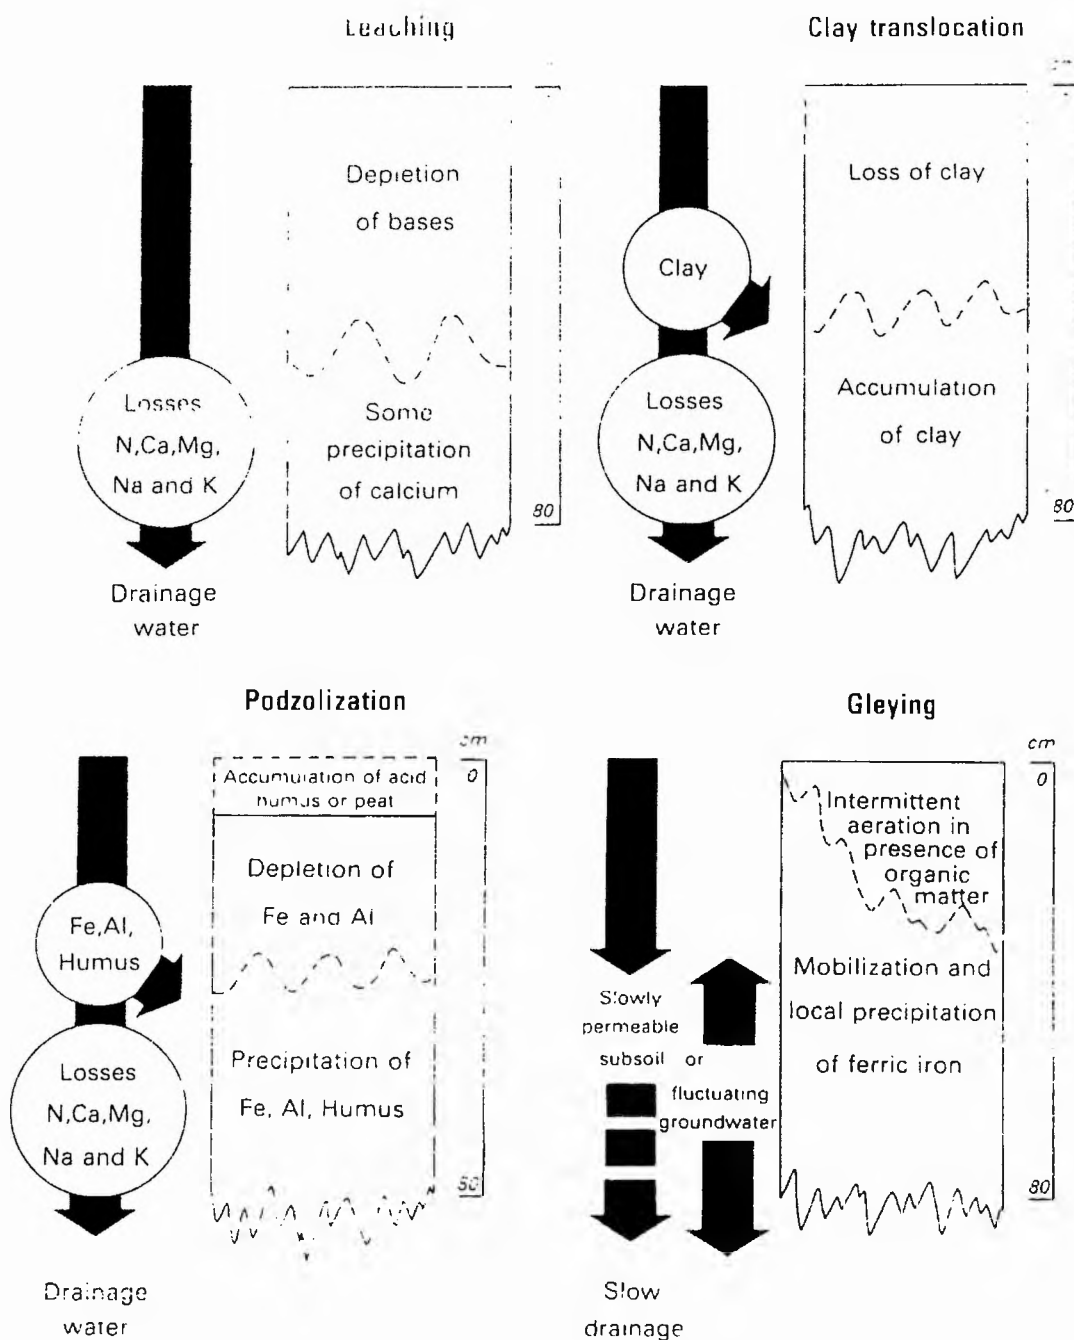 Leaching
Depletion
of bases
Losses
N,Ca,Mg,
Na and K
Some
precipitation
of calcium
80
Drainage
water
Clay translocation
Loss of clay
Clay
Losses
N,Ca,Mg,
Na and K
Accumulation
of clay
80
Drainage
water
Podzolization
cm
0
Accumulation of acid
humus or peat
Depletion of
Fe and Al
Fe,Al,
Humus
Precipitation of
Fe, Al, Humus
Losses
N,Ca,Mg,
Na and K
80
Drainage
water
Gleying
cm
0
Intermittent
aeration in
presence of
organic
matter
Mobilization and
local precipitation
of ferric iron
Slowly
permeable
subsoil or
fluctuating
groundwater
80
Slow
drainage